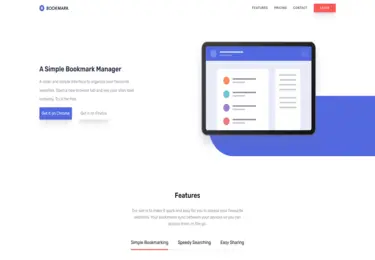 BOOKMARK
FEATURES PRICING CONTACT
LOGIN
A Simple Bookmark Manager
A clean and simple interface to organize your favourite
websites. Open a new browser tab and see your sites load
instantly. Try it for free.
Get it on Chrome Get it on Firefox
Features
Our aim is to make it quick and easy for you to access your favourite
websites. Your bookmarks sync between your devices so you can
access them on the go.
Simple Bookmarking Speedy Searching Easy Sharing